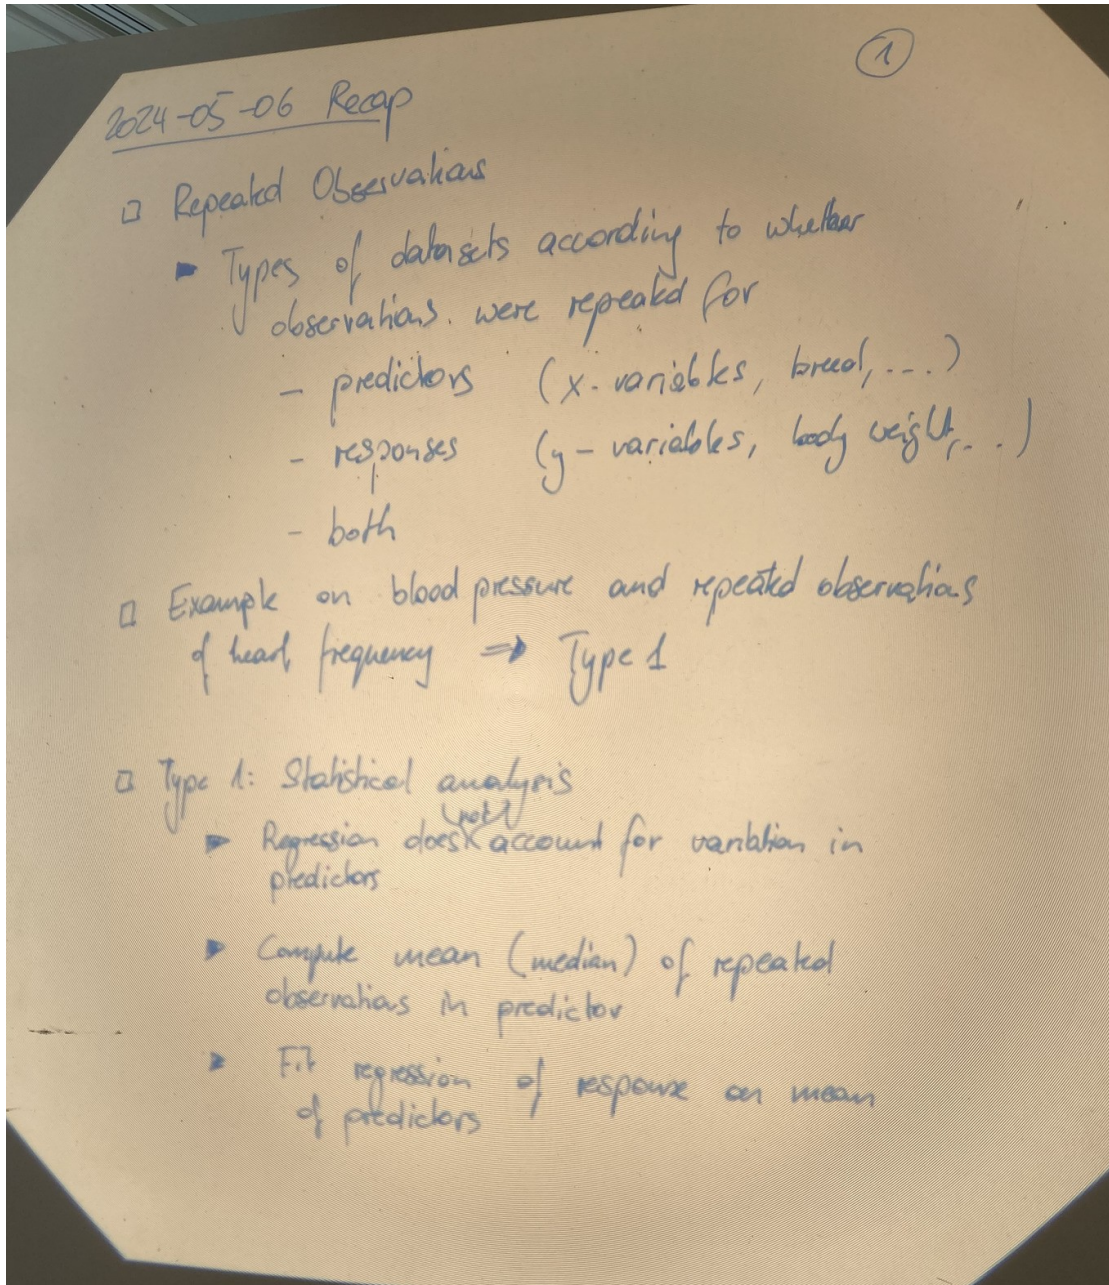 1
2024-05-06 Recap
□ Repeated Observations
► Types of datasets according to whether
observations were repeated for
– predictors (x-variables, breed, ....)
– responses (y-variables, body weight, ...)
– both
□ Example on blood pressure and repeated observations
of heart frequency ⇒ Type 1
□ Type 1: Statistical analysis
(not)
► Regression does account for variation in
predictors
► Compute mean (median) of repeated
observations in predictor
► Fit regression of response on mean
of predictors